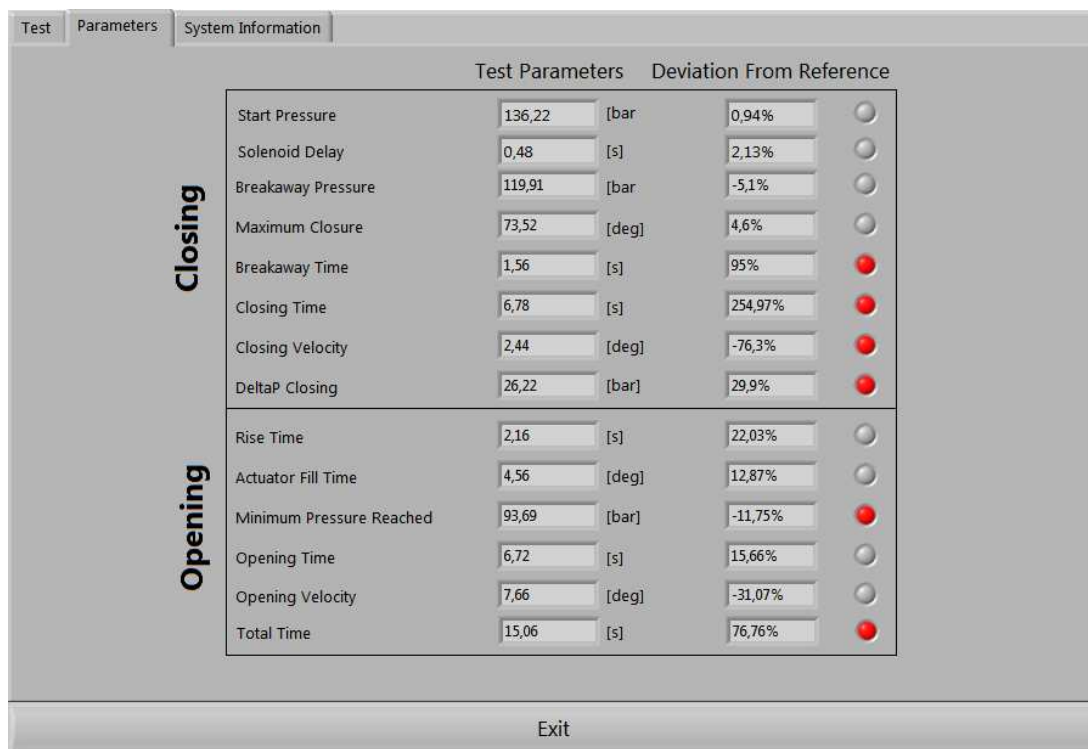 Test Parameters System Information
Test Parameters Deviation From Reference
Closing
Start Pressure 136,22 [bar 0,94%
Solenoid Delay 0,48 [s] 2,13%
Breakaway Pressure 119,91 [bar -5,1%
Maximum Closure 73,52 [deg] 4,6%
Breakaway Time 1,56 [s] 95%
Closing Time 6,78 [s] 254,97%
Closing Velocity 2,44 [deg] -76,3%
DeltaP Closing 26,22 [bar] 29,9%
Opening
Rise Time 2,16 [s] 22,03%
Actuator Fill Time 4,56 [deg] 12,87%
Minimum Pressure Reached 93,69 [bar] -11,75%
Opening Time 6,72 [s] 15,66%
Opening Velocity 7,66 [deg] -31,07%
Total Time 15,06 [s] 76,76%
Exit